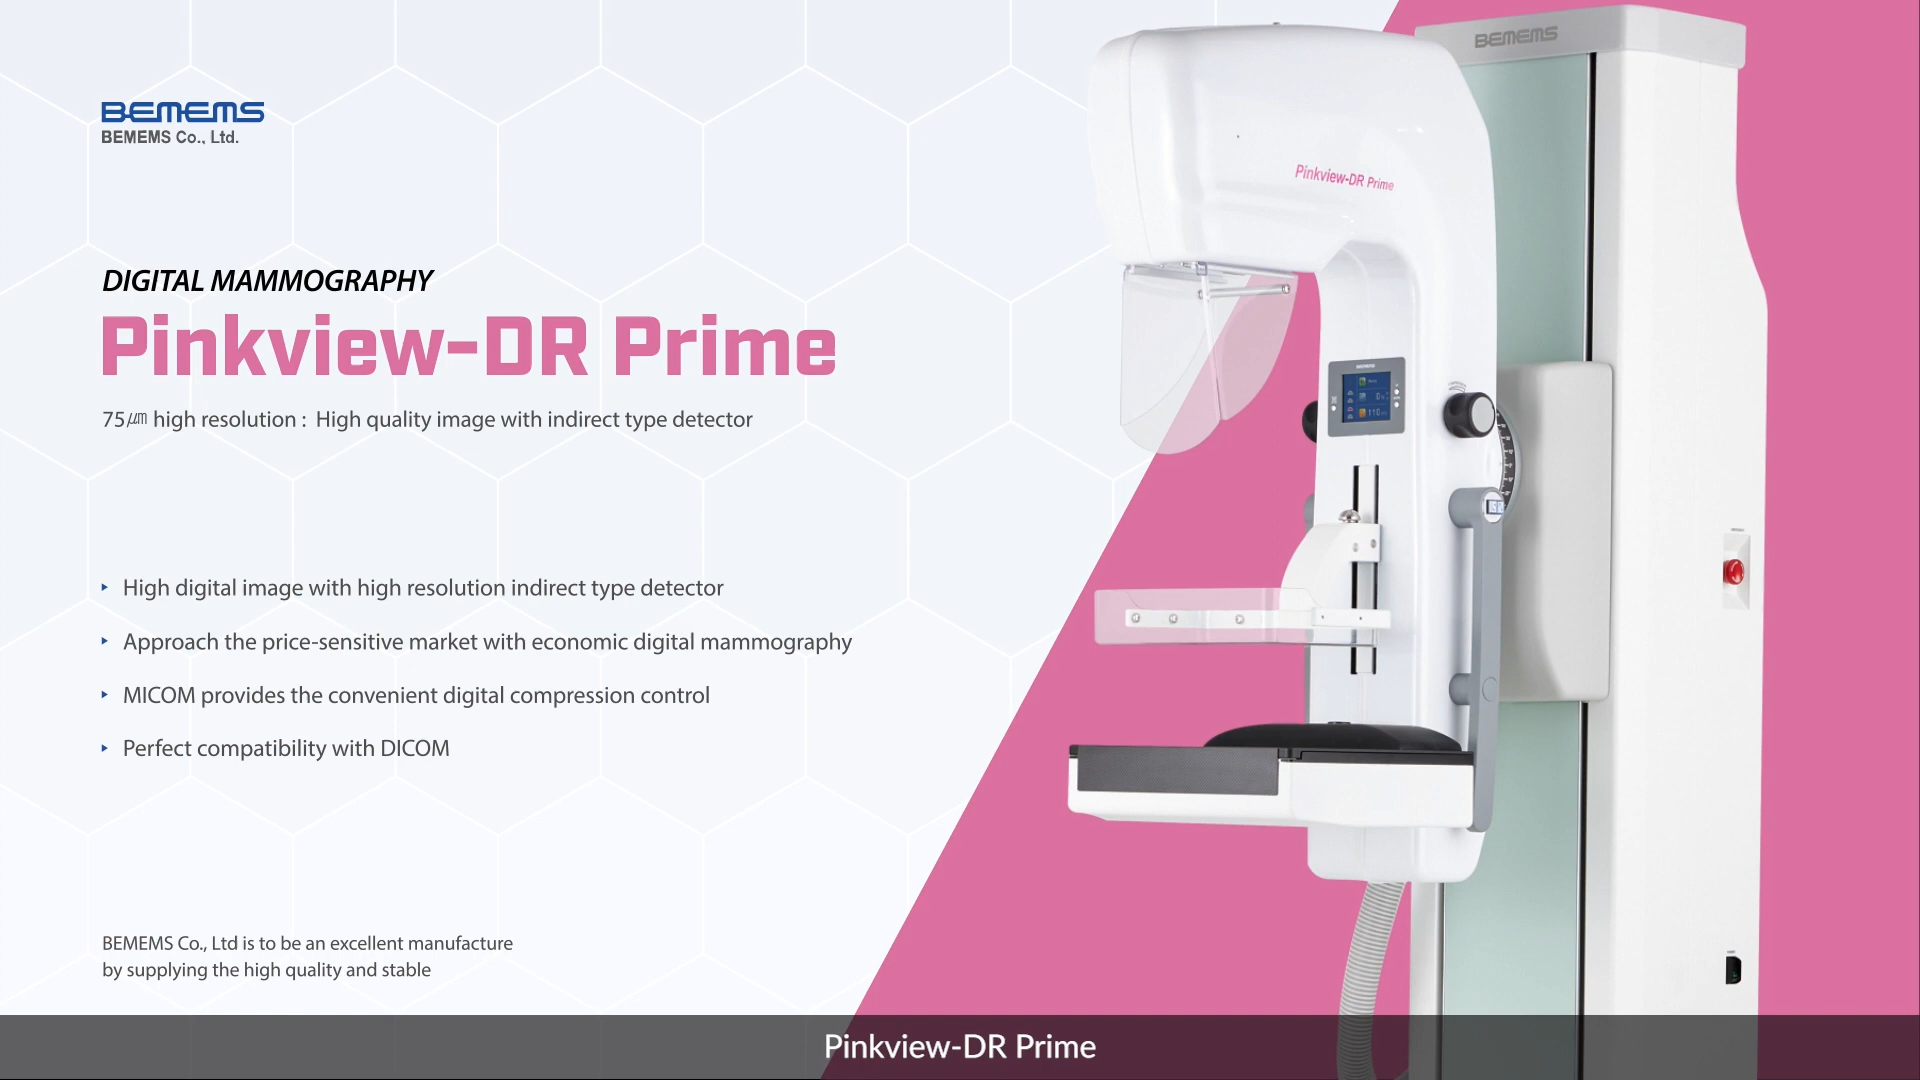 BEMEMS
BEMEMS Co., Ltd.
DIGITAL MAMMOGRAPHY
Pinkview-DR Prime
75㎛ high resolution : High quality image with indirect type detector
High digital image with high resolution indirect type detector
Approach the price-sensitive market with economic digital mammography
MICOM provides the convenient digital compression control
Perfect compatibility with DICOM
BEMEMS Co., Ltd is to be an excellent manufacture
by supplying the high quality and stable
BEMEMS
Pinkview-DR Prime
Pinkview-DR Prime